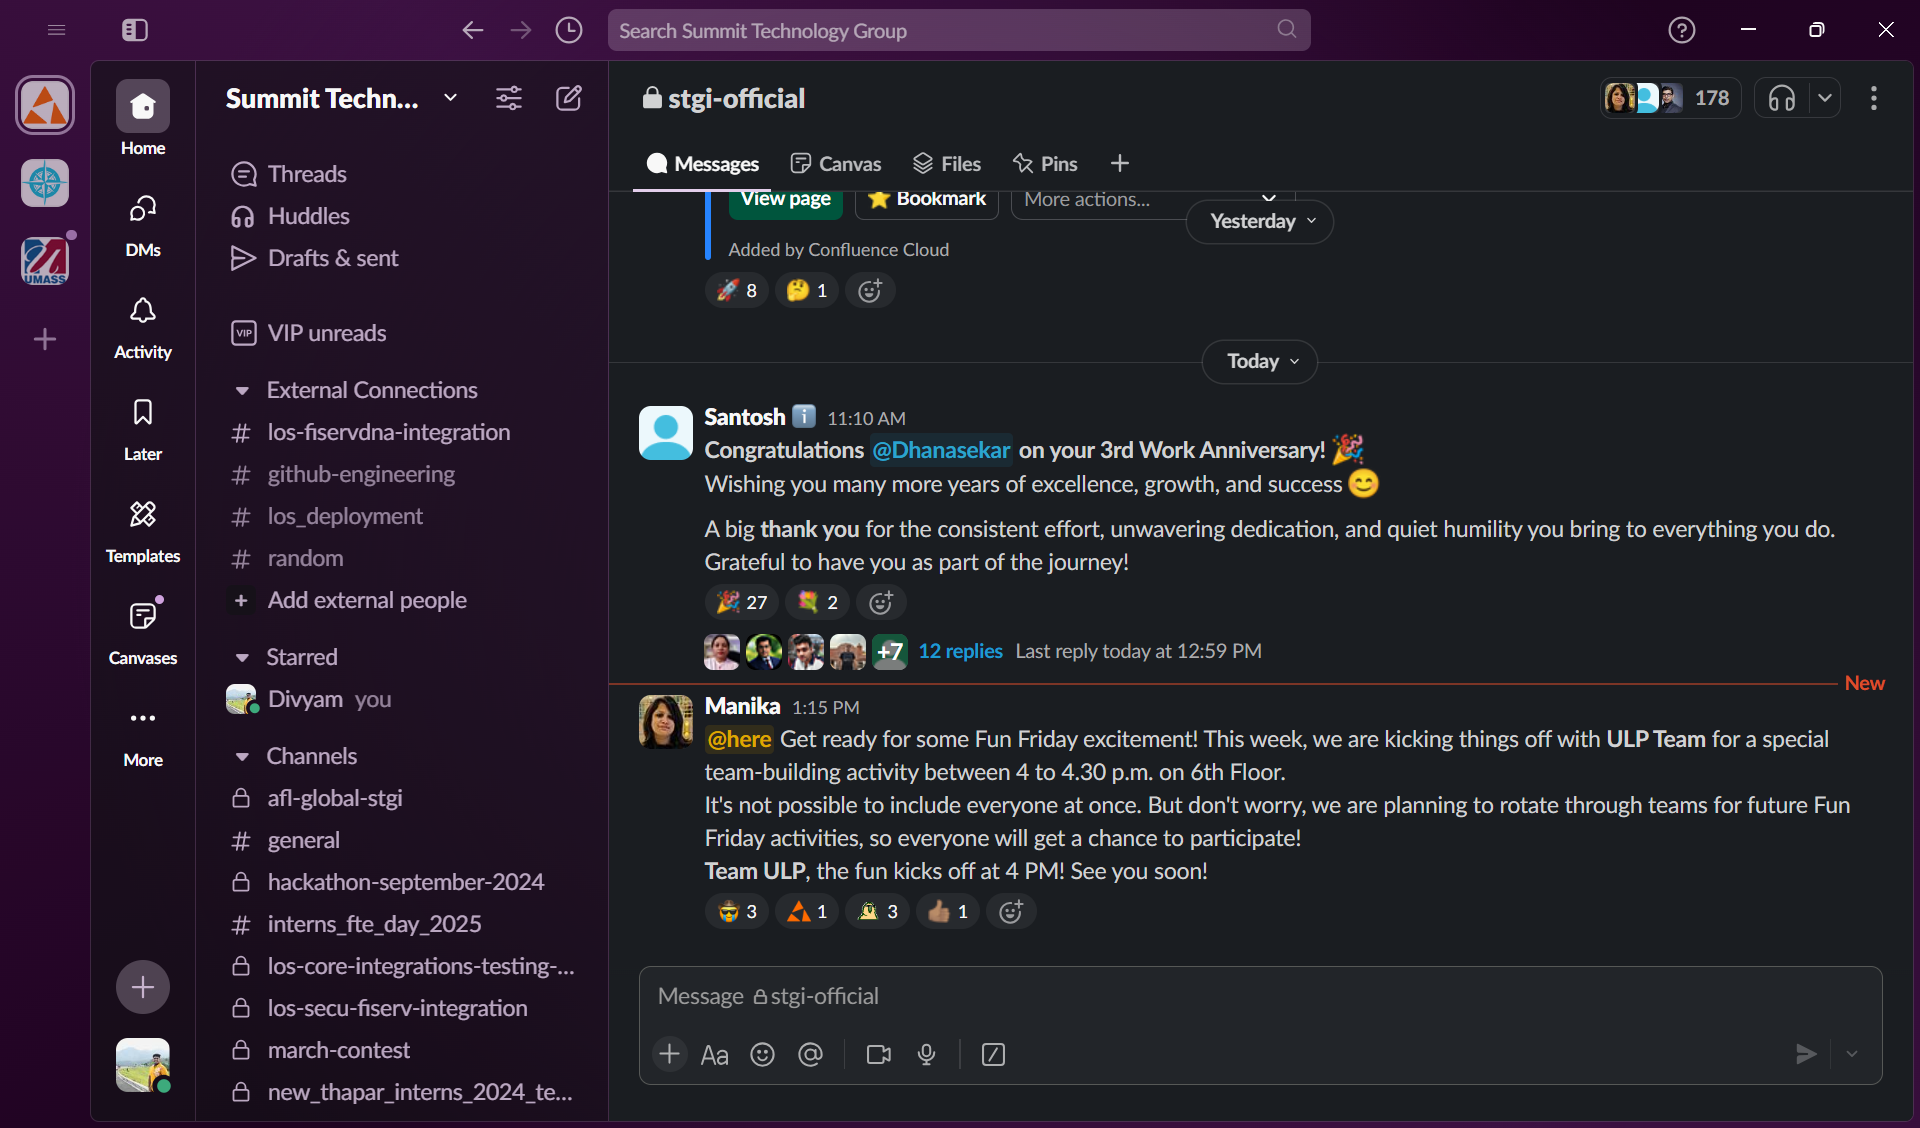 Search Summit Technology Group
Summit Techn...
Home
DMs
Activity
Later
Templates
Canvases
More
UMASS
Threads
Huddles
Drafts & sent
VIP
VIP unreads
External Connections
# los-fiservdna-integration
# github-engineering
# los_deployment
# random
+ Add external people
Starred
Divyam you
Channels
afl-global-stgi
# general
hackathon-september-2024
# interns_fte_day_2025
los-core-integrations-testing-...
los-secu-fiserv-integration
march-contest
new_thapar_interns_2024_te...
stgi-official
178
Messages
Canvas
Files
Pins
View page
Bookmark
More actions...
Yesterday
Added by Confluence Cloud
8
1
Today
Santosh 11:10 AM
Congratulations @Dhanasekar on your 3rd Work Anniversary!
Wishing you many more years of excellence, growth, and success
A big thank you for the consistent effort, unwavering dedication, and quiet humility you bring to everything you do.
Grateful to have you as part of the journey!
27
2
+7 12 replies Last reply today at 12:59 PM
New
Manika 1:15 PM
@here Get ready for some Fun Friday excitement! This week, we are kicking things off with ULP Team for a special
team-building activity between 4 to 4.30 p.m. on 6th Floor.
It's not possible to include everyone at once. But don't worry, we are planning to rotate through teams for future Fun
Friday activities, so everyone will get a chance to participate!
Team ULP, the fun kicks off at 4 PM! See you soon!
3
1
3
1
Message stgi-official
Aa